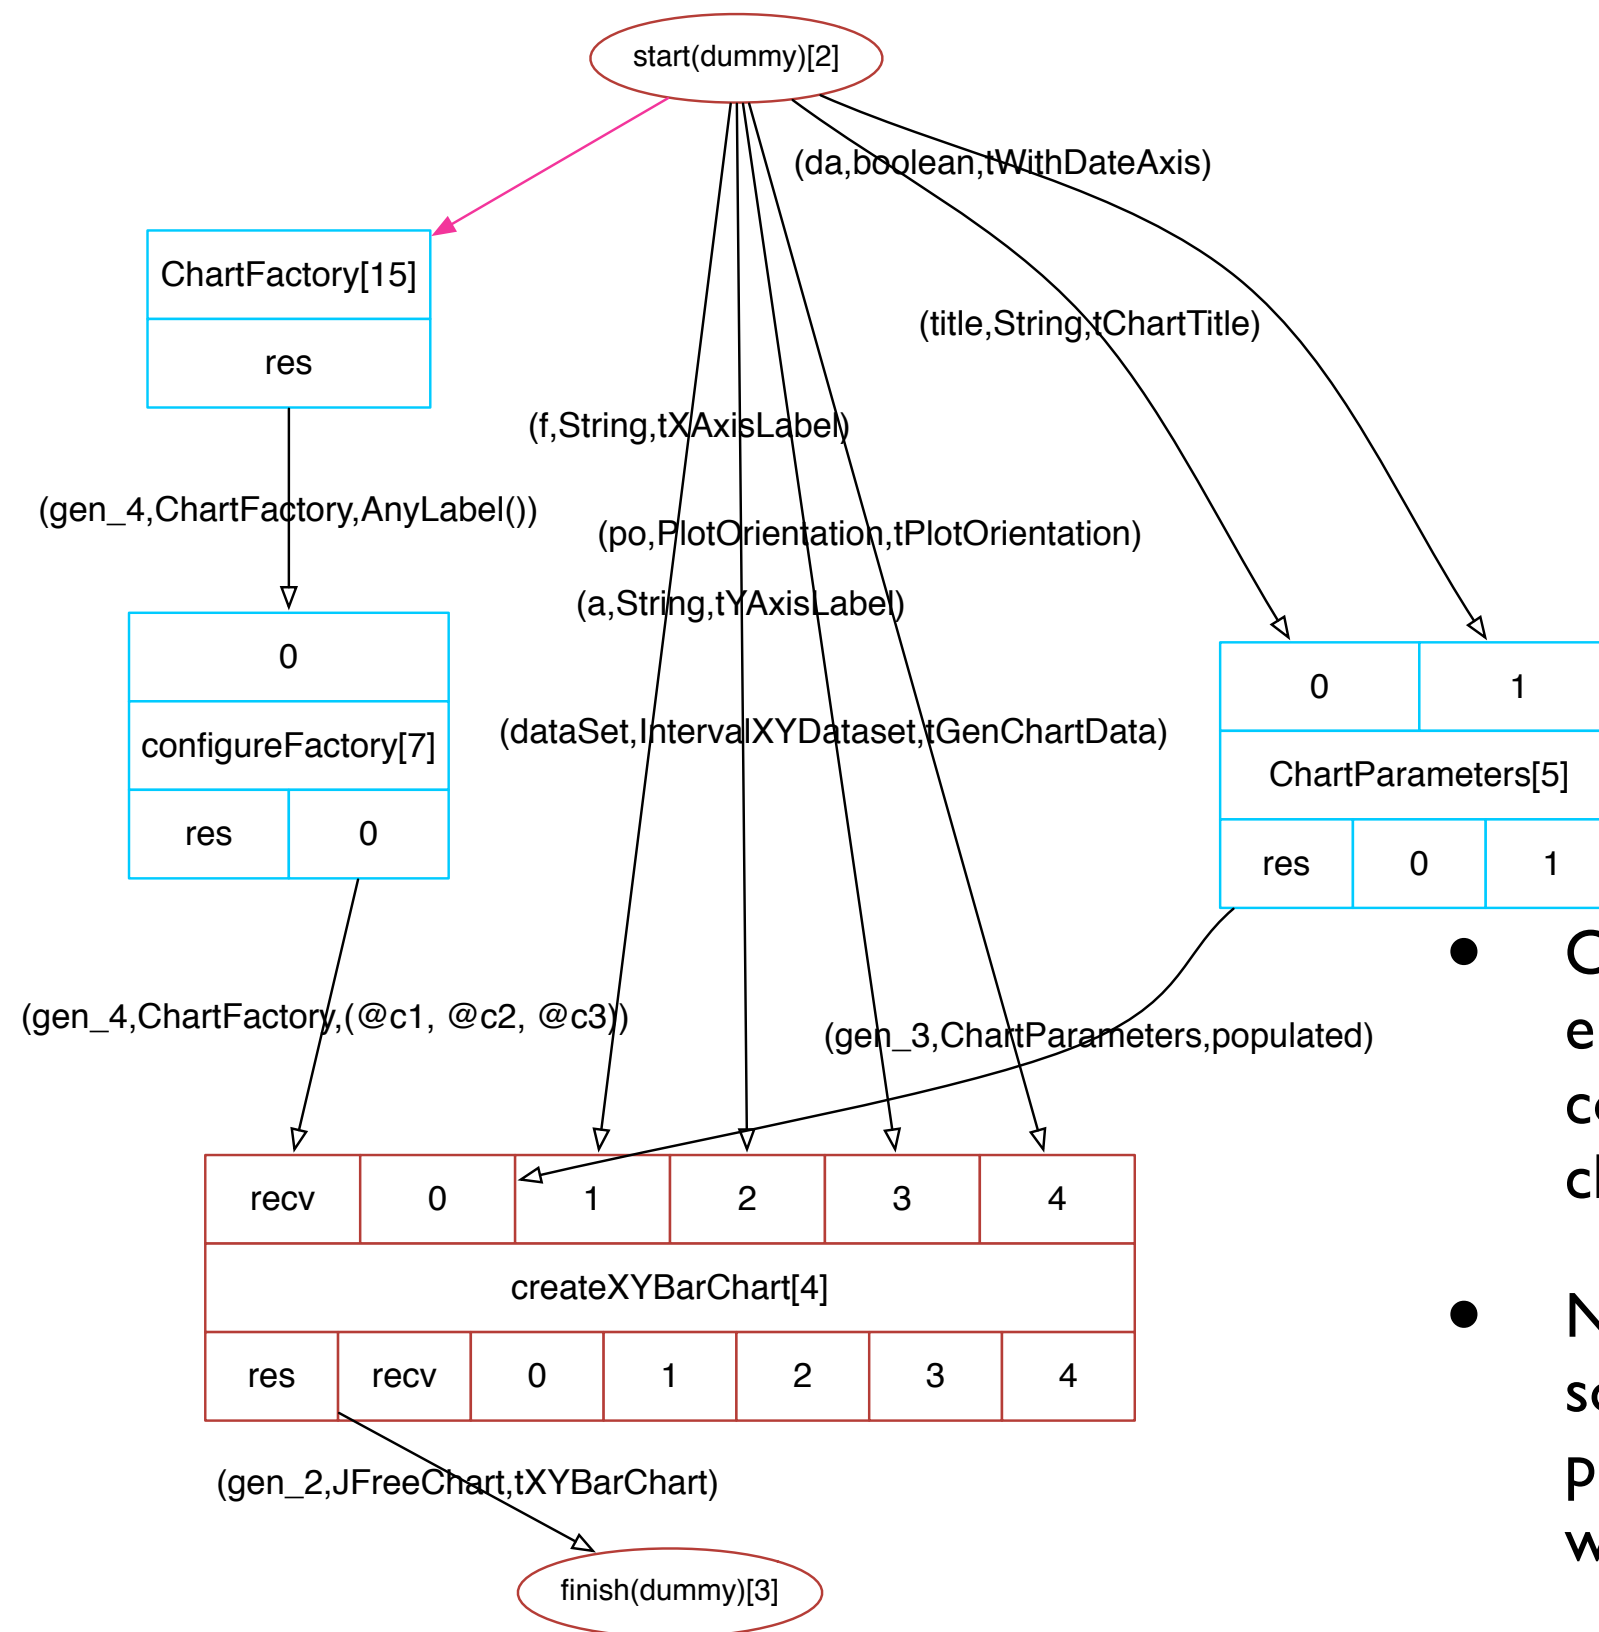 start(dummy)[2]
(da,boolean,tWithDateAxis)
ChartFactory[15]
res
(title,String,tChartTitle)
(f,String,tXAxisLabel)
(gen_4,ChartFactory,AnyLabel())
(po,PlotOrientation,tPlotOrientation)
(a,String,tYAxisLabel)
0
configureFactory[7]
res 0
(dataSet,IntervalXYDataset,tGenChartData)
0 1
ChartParameters[5]
res 0 1
(gen_4,ChartFactory,(@c1, @c2, @c3))
(gen_3,ChartParameters,populated)
recv 0 1 2 3 4
createXYBarChart[4]
res recv 0 1 2 3 4
(gen_2,JFreeChart,tXYBarChart)
finish(dummy)[3]